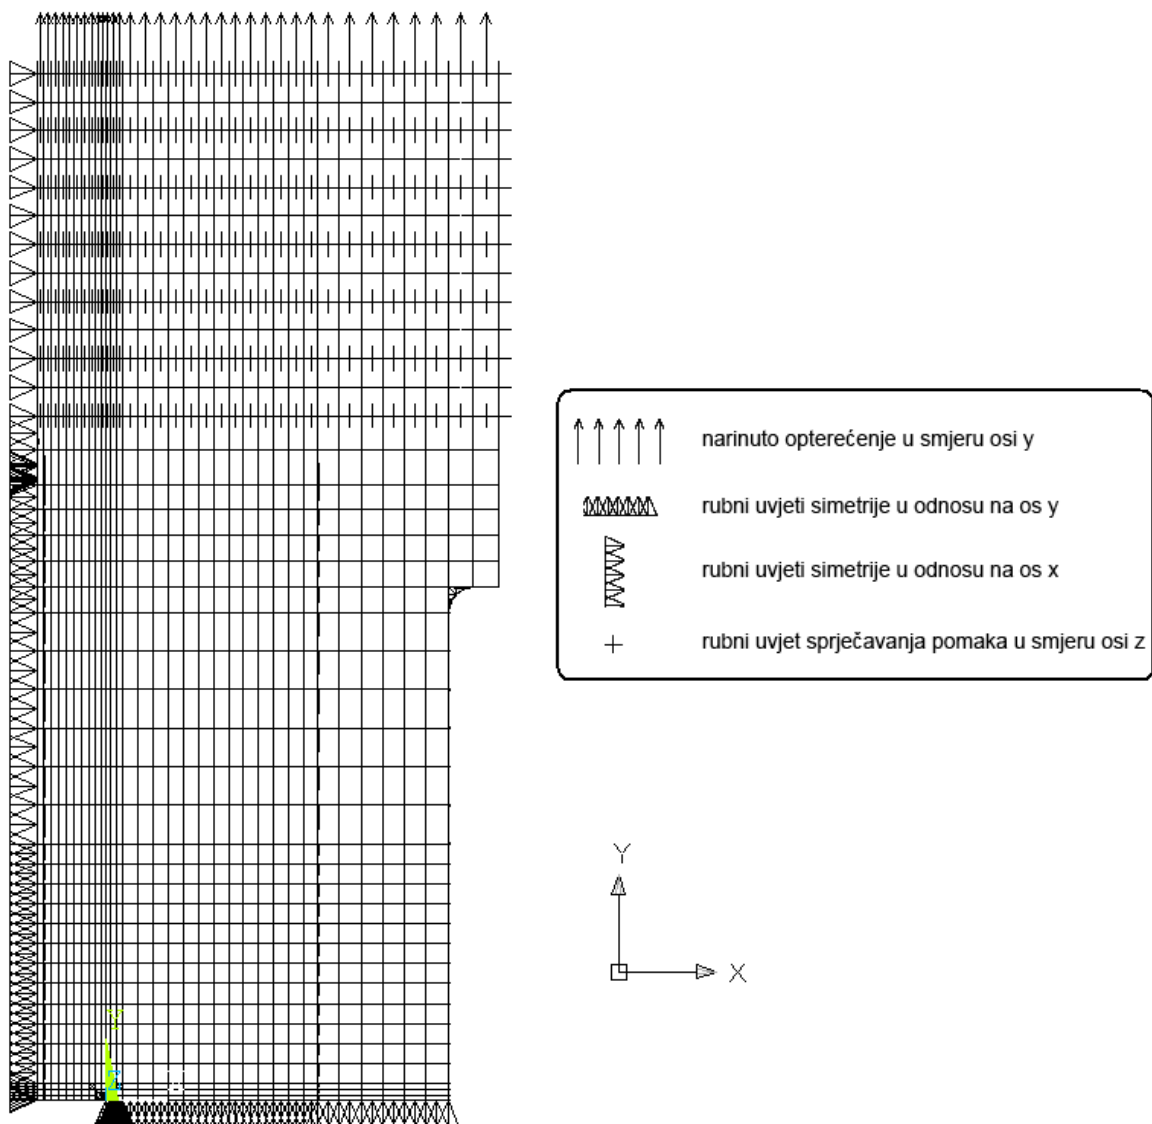 narinuto opterećenje u smjeru osi y
rubni uvjeti simetrije u odnosu na os y
rubni uvjeti simetrije u odnosu na os x
rubni uvjet sprječavanja pomaka u smjeru osi z
Y
X
Y